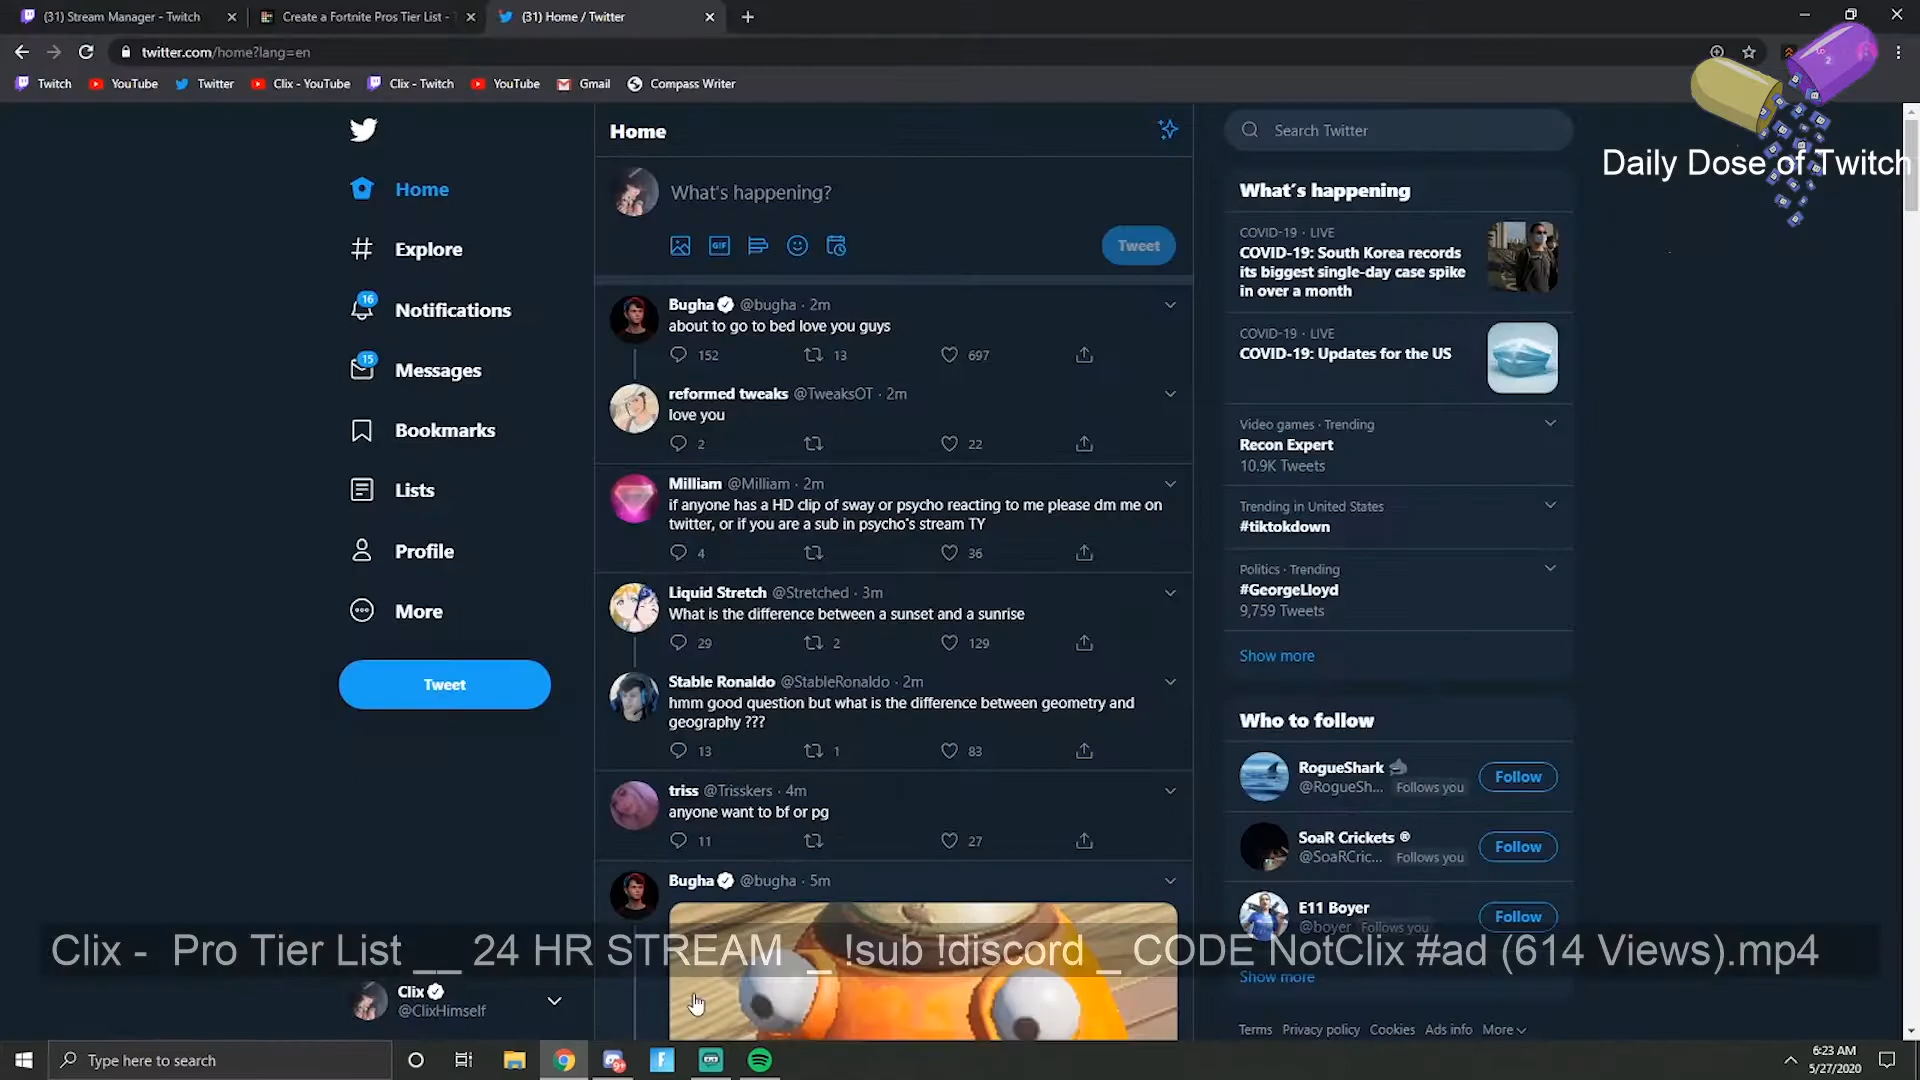 (31) Stream Manager - Twitch
Create a Fortnite Pros Tier List -
(31) Home / Twitter
twitter.com/home?lang=en
Twitch
YouTube
Twitter
Clix - YouTube
Clix - Twitch
YouTube
Gmail
Compass Writer
Daily Dose of Twitch
Home
Explore
16
Notifications
15
Messages
Bookmarks
Lists
Profile
More
Tweet
Clix
@ClixHimself
Home
What's happening?
GIF
Tweet
Bugha @bugha · 2m
about to go to bed love you guys
152 13 697
reformed tweaks @TweaksOT · 2m
love you
2 22
Milliam @Milliam · 2m
if anyone has a HD clip of sway or psycho reacting to me please dm me on
twitter, or if you are a sub in psycho's stream TY
4 36
Liquid Stretch @Stretched · 3m
What is the difference between a sunset and a sunrise
29 2 129
Stable Ronaldo @StableRonaldo · 2m
hmm good question but what is the difference between geometry and
geography ???
13 1 83
triss @Trisskers · 4m
anyone want to bf or pg
11 27
Bugha @bugha · 5m
Search Twitter
What's happening
COVID-19 · LIVE
COVID-19: South Korea records
its biggest single-day case spike
in over a month
COVID-19 · LIVE
COVID-19: Updates for the US
Video games · Trending
Recon Expert
10.9K Tweets
Trending in United States
#tiktokdown
Politics · Trending
#GeorgeLloyd
9,759 Tweets
Show more
Who to follow
RogueShark
@RogueSh... Follows you
Follow
SoaR Crickets ®
@SoaRCric... Follows you
Follow
E11 Boyer
@boyer Follows you
Follow
Show more
Terms Privacy policy Cookies Ads info More
Clix - Pro Tier List __ 24 HR STREAM _ !sub !discord _ CODE NotClix #ad (614 Views).mp4
Type here to search
9+
6:23 AM
5/27/2020